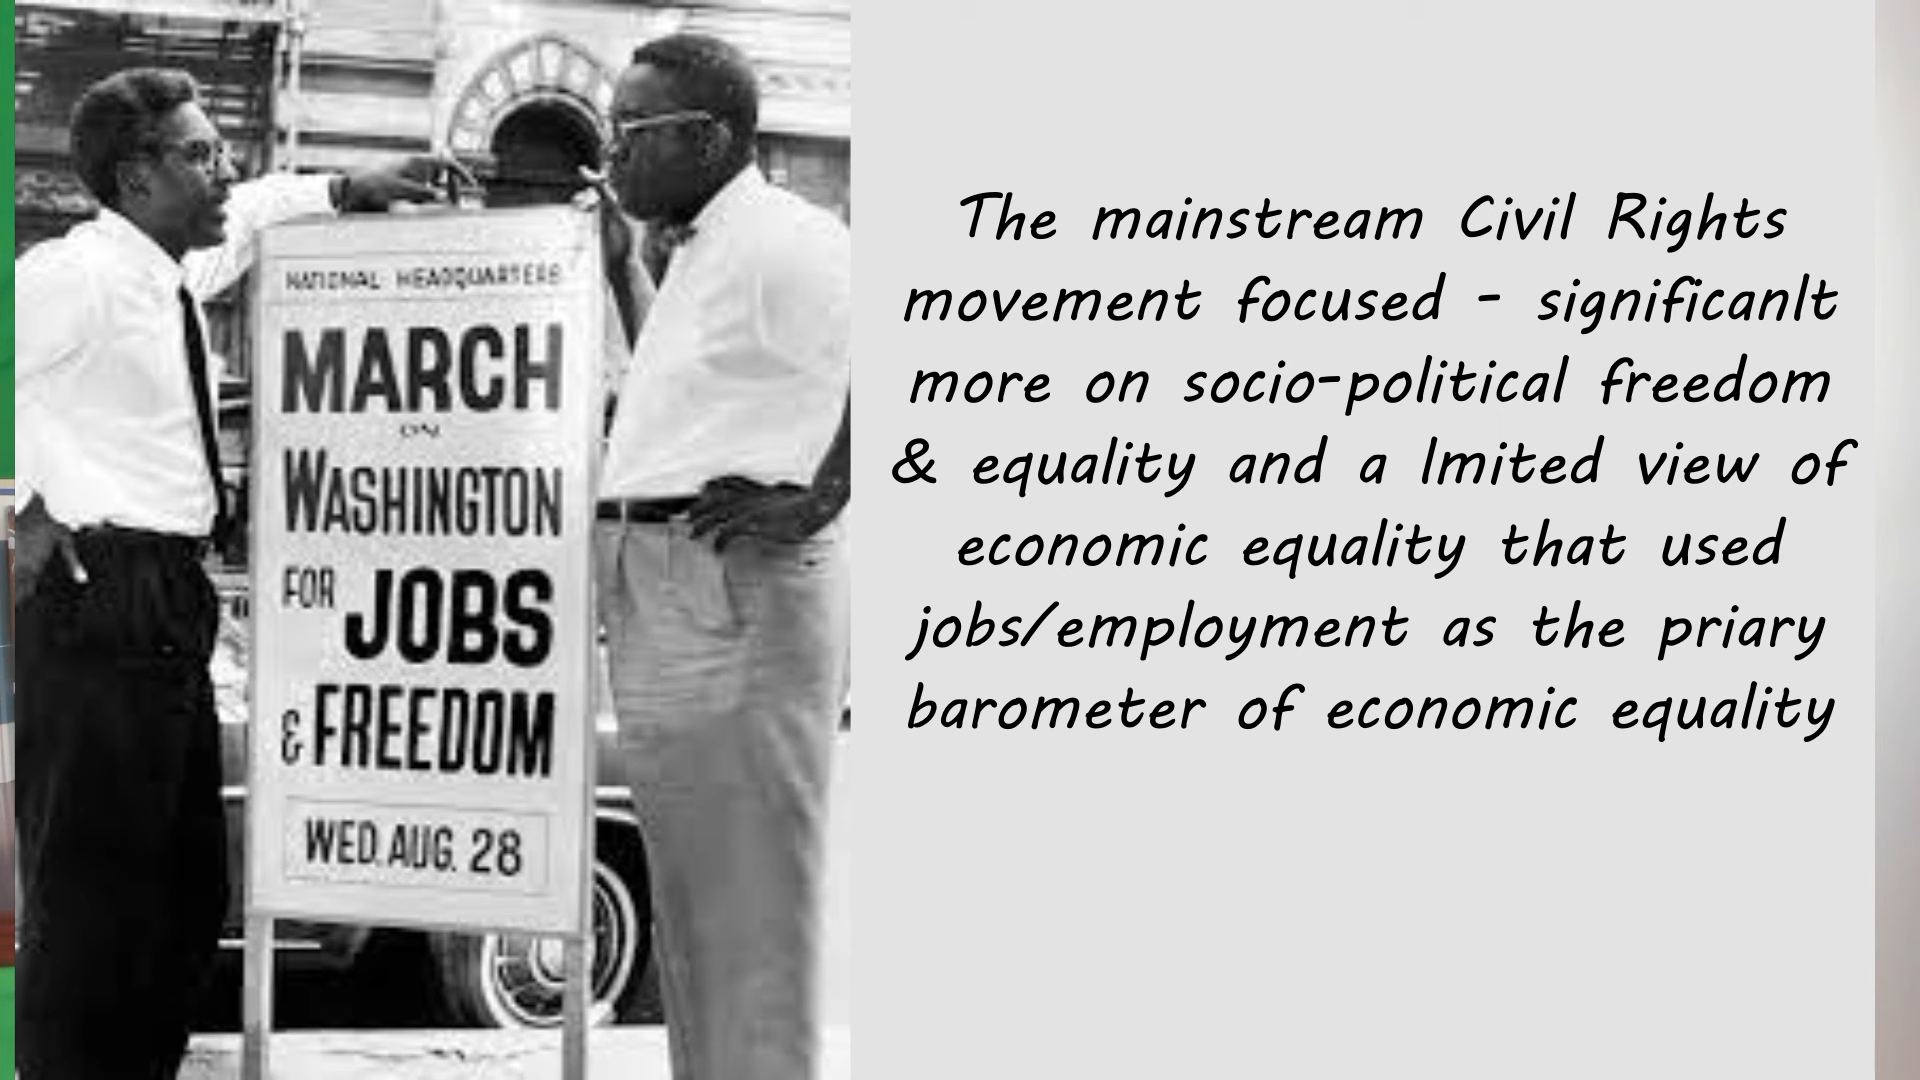 NATIONAL HEADQUARTERS
MARCH
ON
WASHINGTON
FOR JOBS
& FREEDOM
WED. AUG. 28
The mainstream Civil Rights
movement focused - significanlt
more on socio-political freedom
& equality and a lmited view of
economic equality that used
jobs/employment as the priary
barometer of economic equality